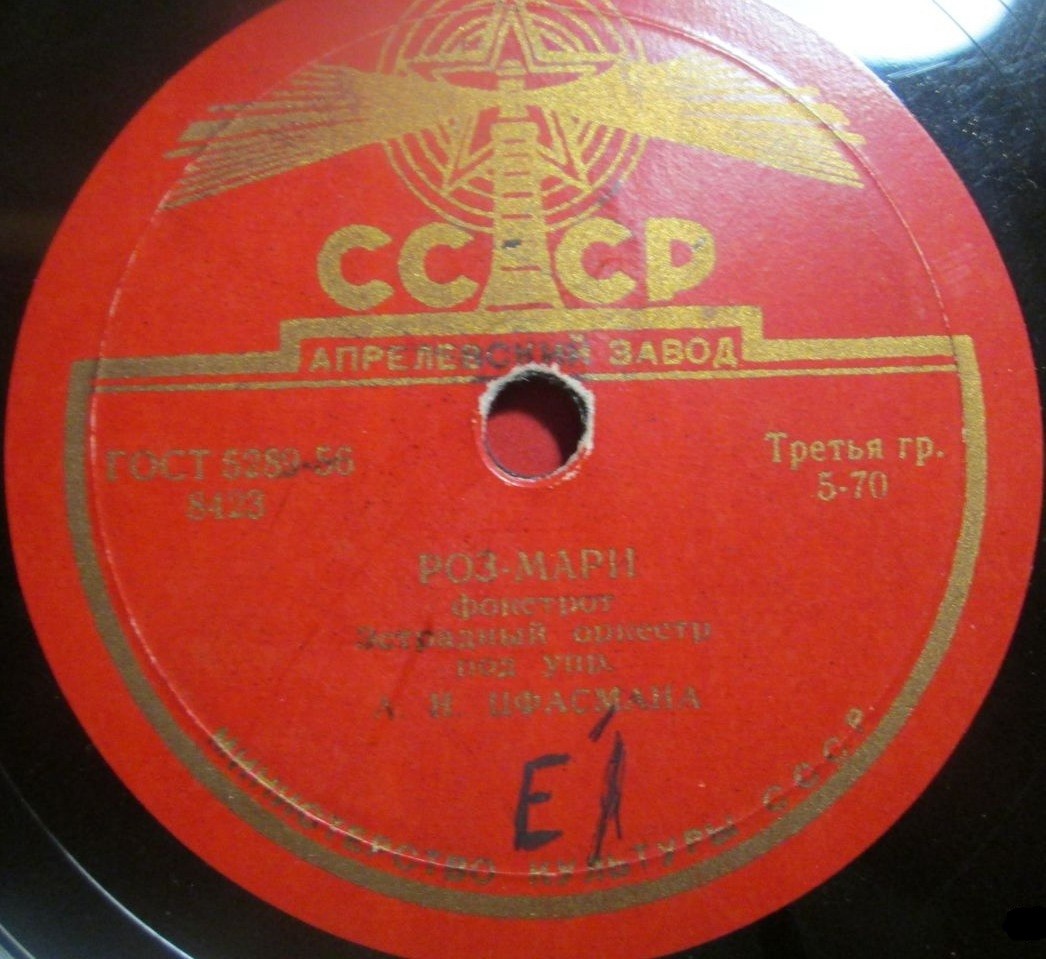 СССР
АПРЕЛЕВСКИЙ ЗАВОД
ГОСТ 5289-56
8423
Третья гр.
5-70
РОЗ-МАРИ
фокстрот
Эстрадный оркестр
под упр.
А. Н. ЦФАСМАНА
Е1
МИНИСТЕРСТВО КУЛЬТУРЫ СССР